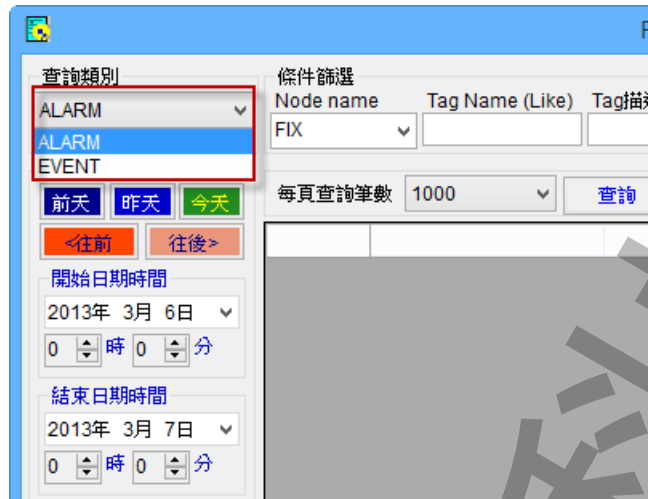 查詢類別
ALARM
ALARM
EVENT
前天 昨天 今天
<往前 往後>
開始日期時間
2013年 3月 6日
0 時 0 分
結束日期時間
2013年 3月 7日
0 時 0 分
條件篩選
Node name Tag Name (Like) Tag描述
FIX
每頁查詢筆數 1000 查詢